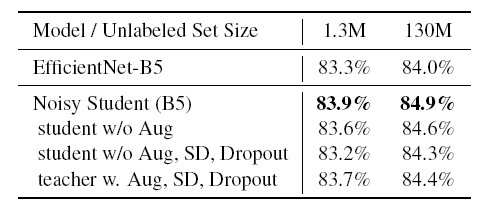 Model / Unlabeled Set Size 1.3M 130M
EfficientNet-B5 83.3% 84.0%
Noisy Student (B5) 83.9% 84.9%
student w/o Aug 83.6% 84.6%
student w/o Aug, SD, Dropout 83.2% 84.3%
teacher w. Aug, SD, Dropout 83.7% 84.4%